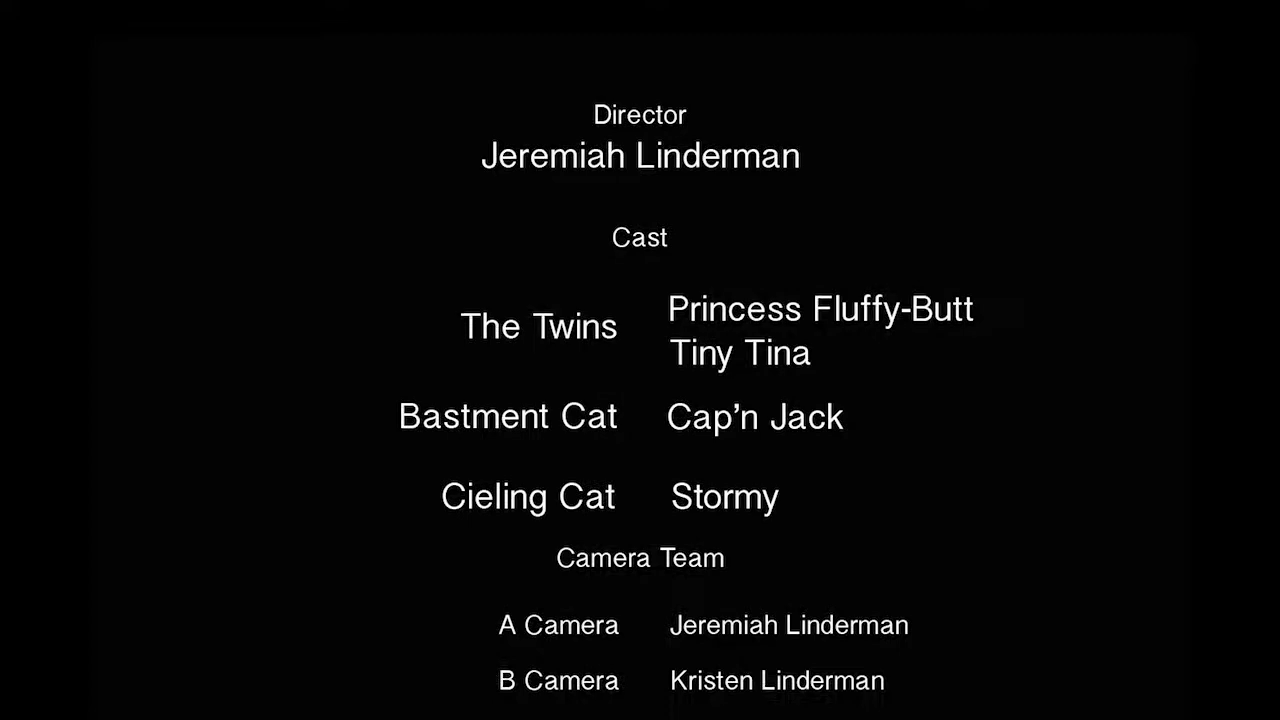 Director
Jeremiah Linderman
Cast
The Twins Princess Fluffy-Butt
Tiny Tina
Bastment Cat Cap’n Jack
Cieling Cat Stormy
Camera Team
A Camera Jeremiah Linderman
B Camera Kristen Linderman